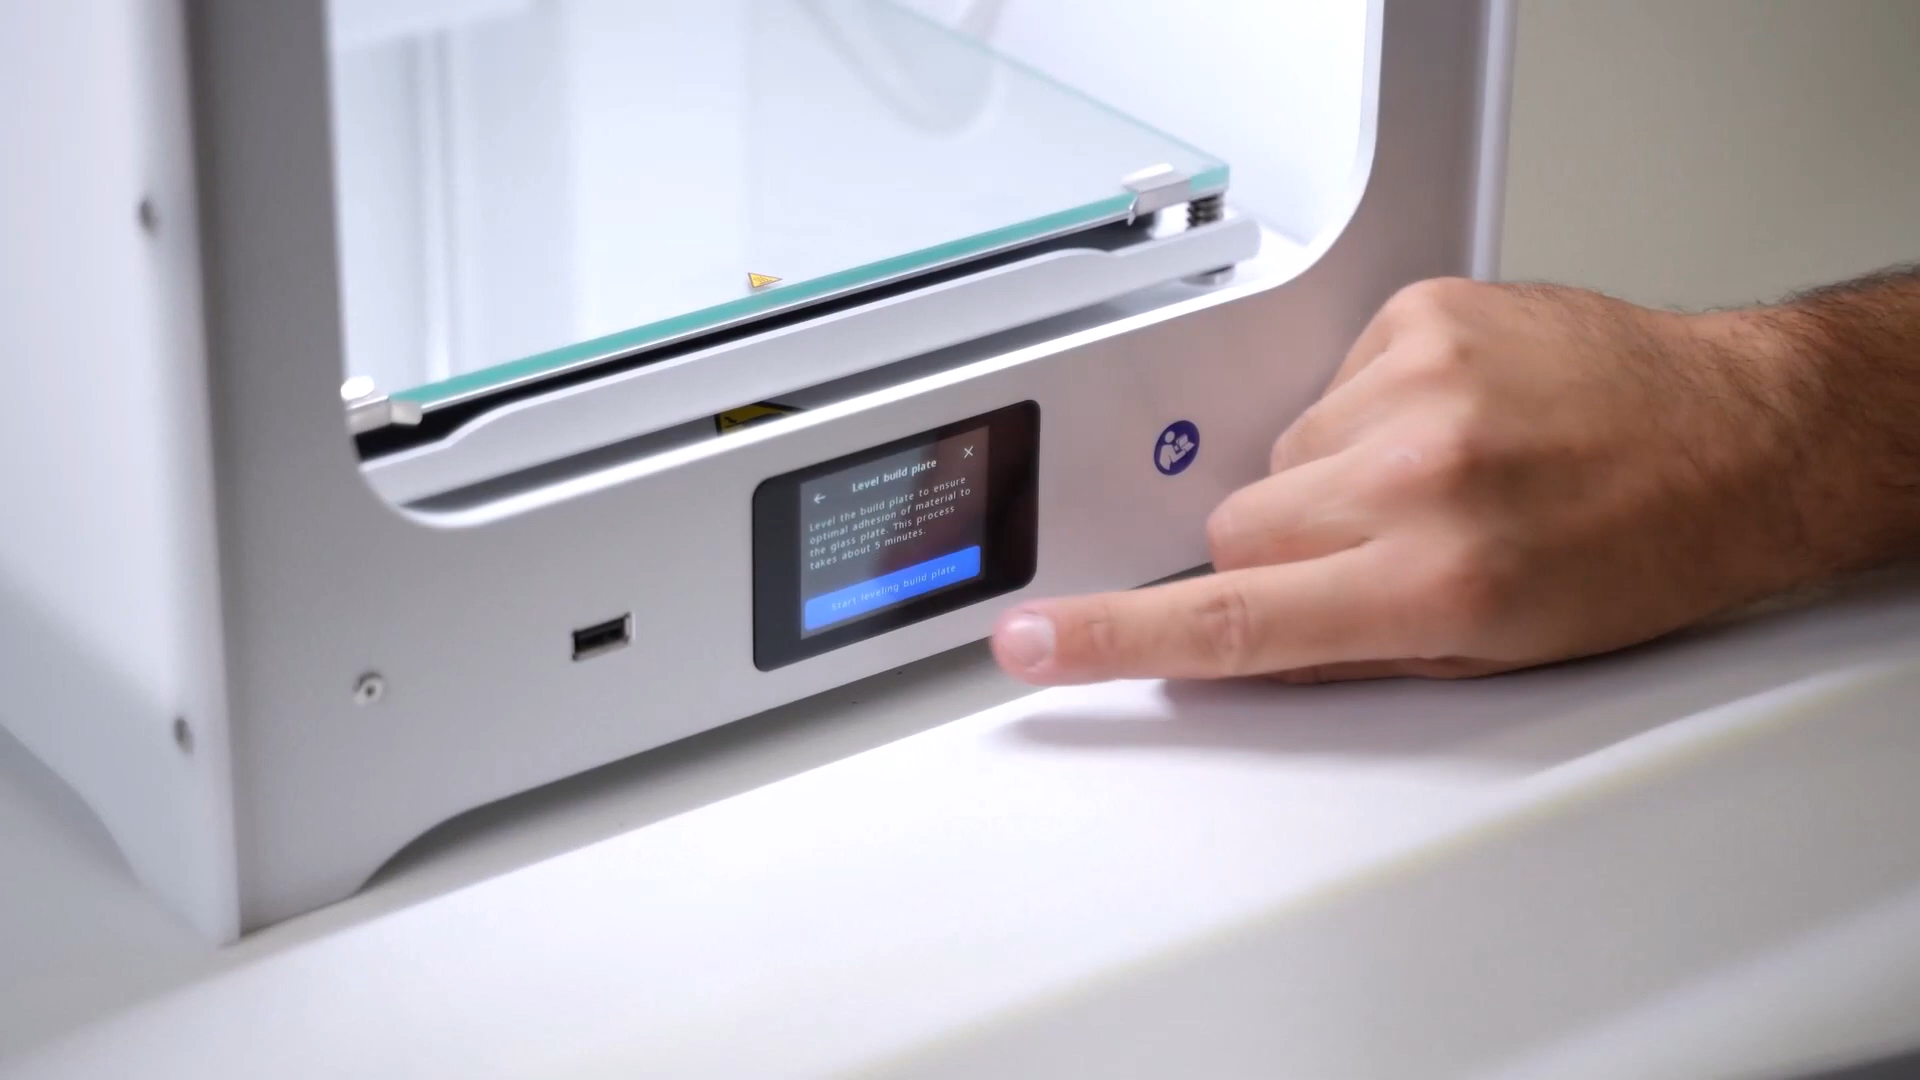 Level build plate
Level the build plate to ensure
optimal adhesion of material to
the glass plate. This process
takes about 5 minutes.
Start leveling build plate